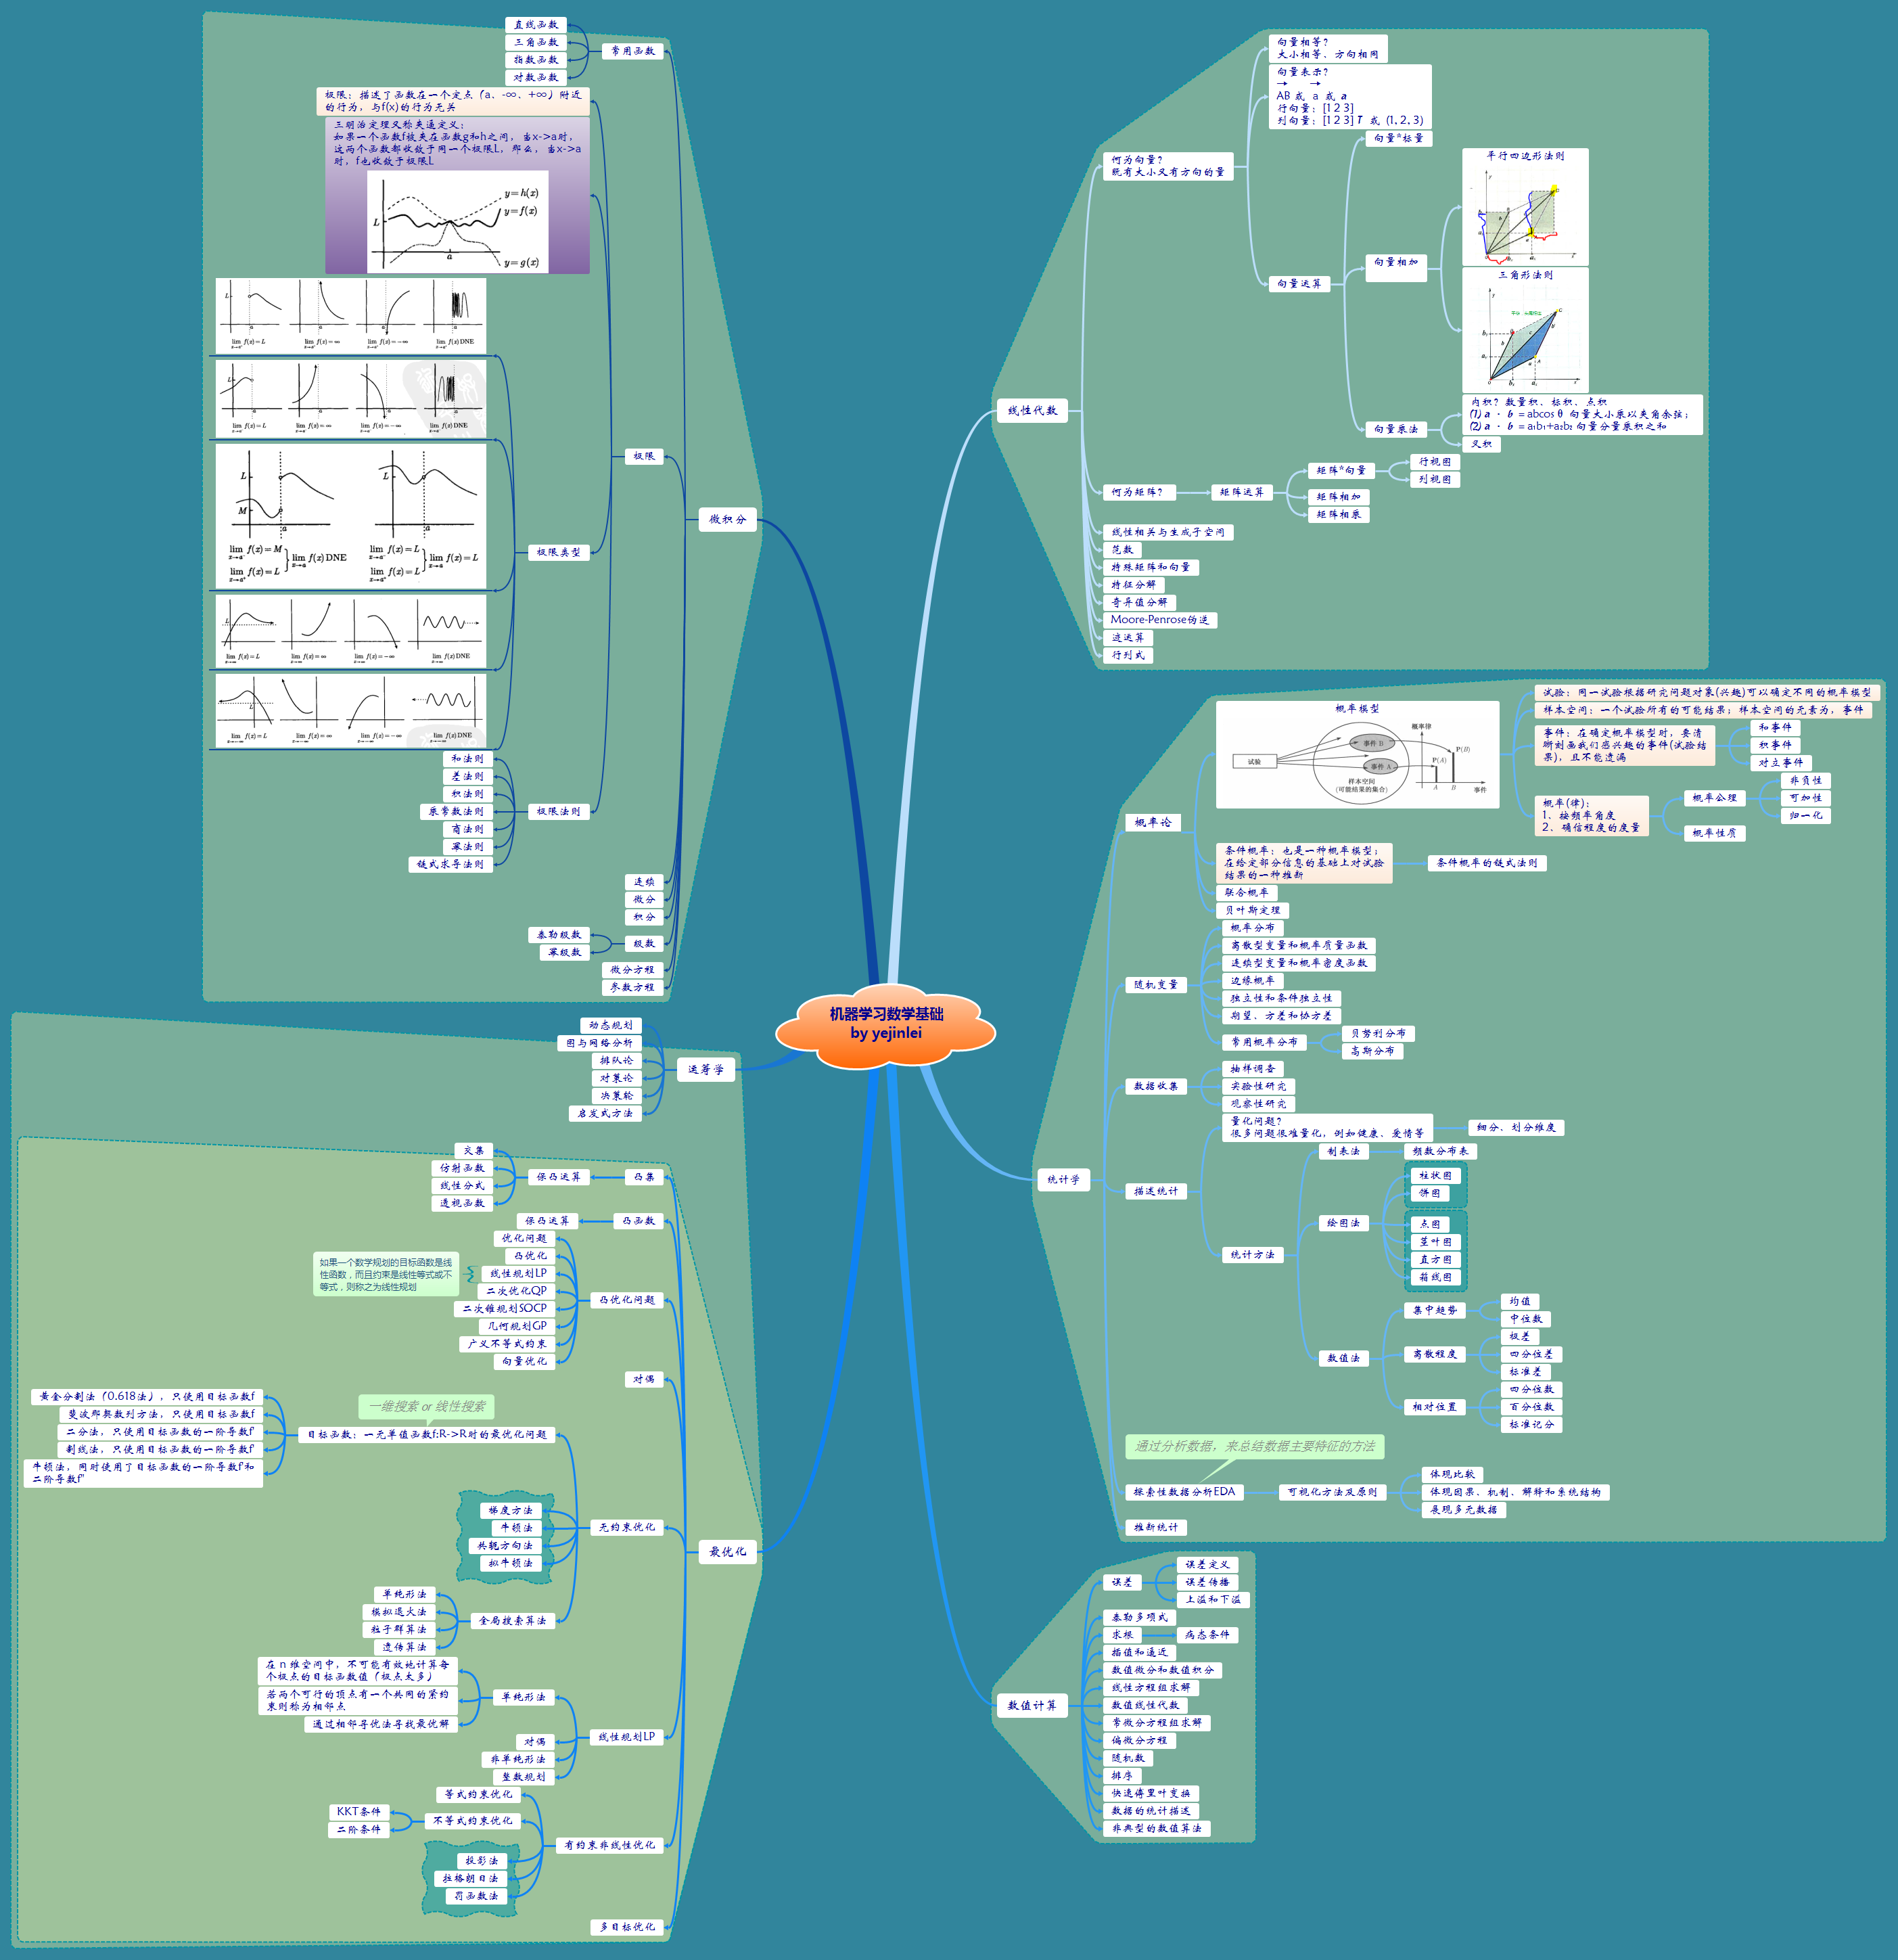 机器学习数学基础
by yejinlei
微积分
常用函数
直线函数
三角函数
指数函数
对数函数
极限
极限：描述了函数在一个定点（a、-∞、+∞）附近
的行为，与f(x)的行为无关
三明治定理又称夹逼定义：
如果一个函数f被夹在函数g和h之间，当x->a时，
这两个函数都收敛于同一个极限L，那么，当x->a
时，f也收敛于极限L
y=h(x)
y=f(x)
L
a
y=g(x)
极限类型
lim f(x)=L
lim f(x)=∞
lim f(x)=-∞
lim f(x) DNE
lim f(x)=L
lim f(x)=∞
lim f(x)=-∞
lim f(x) DNE
L
M
a
L
a
lim f(x)=M
x→a⁻
lim f(x)=L
x→a⁺
lim f(x) DNE
x→a
lim f(x)=L
x→a⁻
lim f(x)=L
x→a⁺
lim f(x)=L
x→a
lim f(x)=L
x→∞
lim f(x)=∞
x→∞
lim f(x)=-∞
x→∞
lim f(x) DNE
x→∞
lim f(x)=L
x→-∞
lim f(x)=∞
x→-∞
lim f(x)=-∞
x→-∞
lim f(x) DNE
x→-∞
极限法则
和法则
差法则
积法则
乘常数法则
商法则
幂法则
链式求导法则
连续
微分
积分
级数
泰勒级数
幂级数
微分方程
参数方程
运筹学
动态规划
图与网络分析
排队论
对策论
决策轮
启发式方法
最优化
凸集
保凸运算
交集
仿射函数
线性分式
透视函数
凸函数
保凸运算
凸优化问题
优化问题
凸优化
线性规划LP
如果一个数学规划的目标函数是线
性函数，而且约束是线性等式或不
等式，则称之为线性规划
二次优化QP
二次锥规划SOCP
几何规划GP
广义不等式约束
向量优化
对偶
无约束优化
一维搜索 or 线性搜索
目标函数：一元单值函数f:R->R时的最优化问题
黄金分割法（0.618法），只使用目标函数f
斐波那契数列方法，只使用目标函数f
二分法，只使用目标函数的一阶导数f'
割线法，只使用目标函数的一阶导数f'
牛顿法，同时使用了目标函数的一阶导数f'和
二阶导数f''
梯度方法
牛顿法
共轭方向法
拟牛顿法
全局搜索算法
单纯形法
模拟退火法
粒子群算法
遗传算法
线性规划LP
单纯形法
在 n 维空间中，不可能有效地计算每
个极点的目标函数值（极点太多）
若两个可行的顶点有一个共同的紧约
束则称为相邻点
通过相邻寻优法寻找最优解
对偶
非单纯形法
整数规划
有约束非线性优化
等式约束优化
不等式约束优化
KKT条件
二阶条件
投影法
拉格朗日法
罚函数法
多目标优化
线性代数
何为向量？
既有大小又有方向的量
向量相等？
大小相等、方向相同
向量表示？
→ →
AB 或 a 或 a
行向量：[1 2 3]
列向量：[1 2 3] T 或 (1, 2, 3)
向量运算
向量*标量
向量相加
平行四边形法则
三角形法则
向量乘法
内积？数量积、标积、点积
(1) a · b = abcos θ 向量大小乘以夹角余弦；
(2) a · b = a₁b₁+a₂b₂ 向量分量乘积之和
叉积
何为矩阵？
矩阵运算
矩阵*向量
行视图
列视图
矩阵相加
矩阵相乘
线性相关与生成子空间
范数
特殊矩阵和向量
特征分解
奇异值分解
Moore-Penrose伪逆
迹运算
行列式
统计学
概率论
概率模型
试验
事件 B
事件 A
样本空间
(可能结果的集合)
概率律
P(B)
P(A)
A
B
事件
试验：同一试验根据研究问题对象(兴趣)可以确定不同的概率模型
样本空间：一个试验所有的可能结果；样本空间的元素为，事件
事件：在确定概率模型时，要清
晰刻画我们感兴趣的事件(试验结
果)，且不能遗漏
和事件
积事件
对立事件
概率(律)：
1、按频率角度
2、确信程度的度量
概率公理
非负性
可加性
归一化
概率性质
条件概率：也是一种概率模型；
在给定部分信息的基础上对试验
结果的一种推断
条件概率的链式法则
联合概率
贝叶斯定理
随机变量
概率分布
离散型变量和概率质量函数
连续型变量和概率密度函数
边缘概率
独立性和条件独立性
期望、方差和协方差
常用概率分布
贝努利分布
高斯分布
数据收集
抽样调查
实验性研究
观察性研究
描述统计
量化问题？
很多问题很难量化，例如健康、爱情等
细分、划分维度
统计方法
制表法
频数分布表
绘图法
柱状图
饼图
点图
茎叶图
直方图
箱线图
数值法
集中趋势
均值
中位数
离散程度
极差
四分位差
标准差
相对位置
四分位数
百分位数
标准记分
通过分析数据，来总结数据主要特征的方法
探索性数据分析EDA
可视化方法及原则
体现比较
体现因果、机制、解释和系统结构
展现多元数据
推断统计
数值计算
误差
误差定义
误差传播
上溢和下溢
泰勒多项式
求根
病态条件
插值和逼近
数值微分和数值积分
线性方程组求解
数值线性代数
常微分方程组求解
偏微分方程
随机数
排序
快速傅里叶变换
数据的统计描述
非典型的数值算法